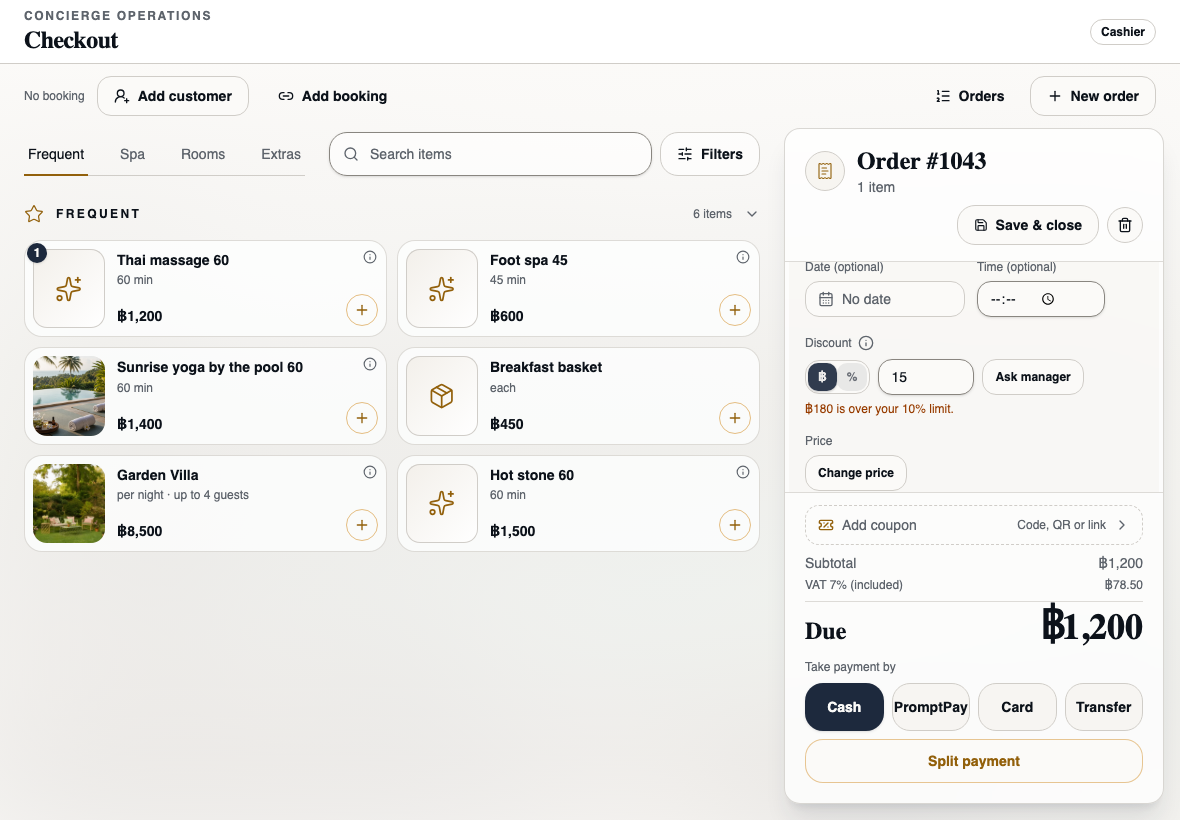 CONCIERGE OPERATIONS
Checkout
Cashier
No booking
Add customer
Add booking
Orders
New order
Frequent
Spa
Rooms
Extras
Search items
Filters
FREQUENT
6 items
1
Thai massage 60
60 min
฿1,200
Foot spa 45
45 min
฿600
Sunrise yoga by the pool 60
60 min
฿1,400
Breakfast basket
each
฿450
Garden Villa
per night · up to 4 guests
฿8,500
Hot stone 60
60 min
฿1,500
Order #1043
1 item
Save & close
Date (optional)
Time (optional)
No date
--:--
Discount
฿
%
15
Ask manager
฿180 is over your 10% limit.
Price
Change price
Add coupon
Code, QR or link
Subtotal
฿1,200
VAT 7% (included)
฿78.50
Due
฿1,200
Take payment by
Cash
PromptPay
Card
Transfer
Split payment